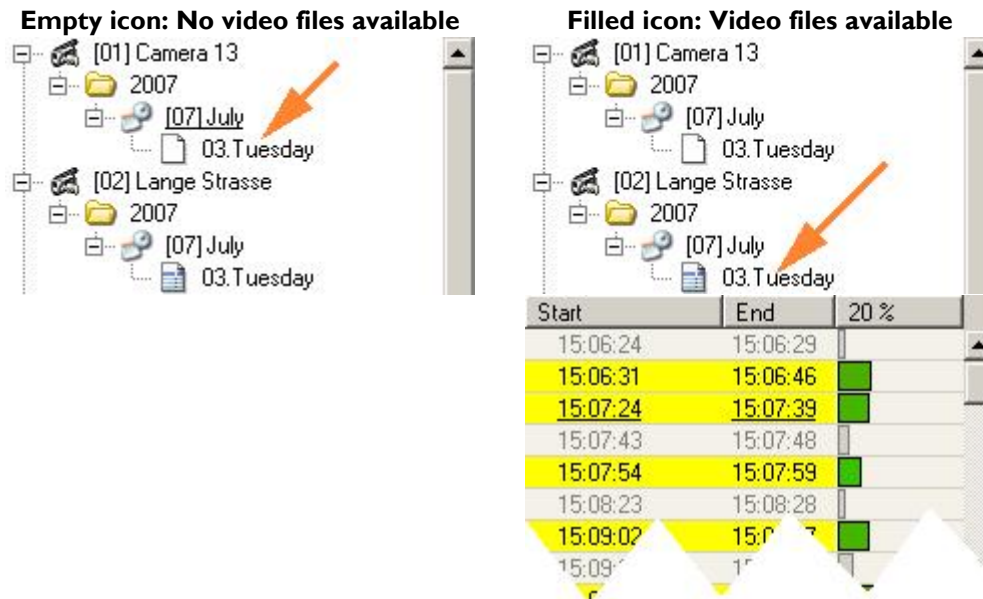 Empty icon: No video files available
[01] Camera 13
2007
[07] July
03.Tuesday
[02] Lange Strasse
2007
[07] July
03.Tuesday
Filled icon: Video files available
[01] Camera 13
2007
[07] July
03.Tuesday
[02] Lange Strasse
2007
[07] July
03.Tuesday
Start End 20 %
15:06:24 15:06:29
15:06:31 15:06:46
15:07:24 15:07:39
15:07:43 15:07:48
15:07:54 15:07:59
15:08:23 15:08:28
15:09:02